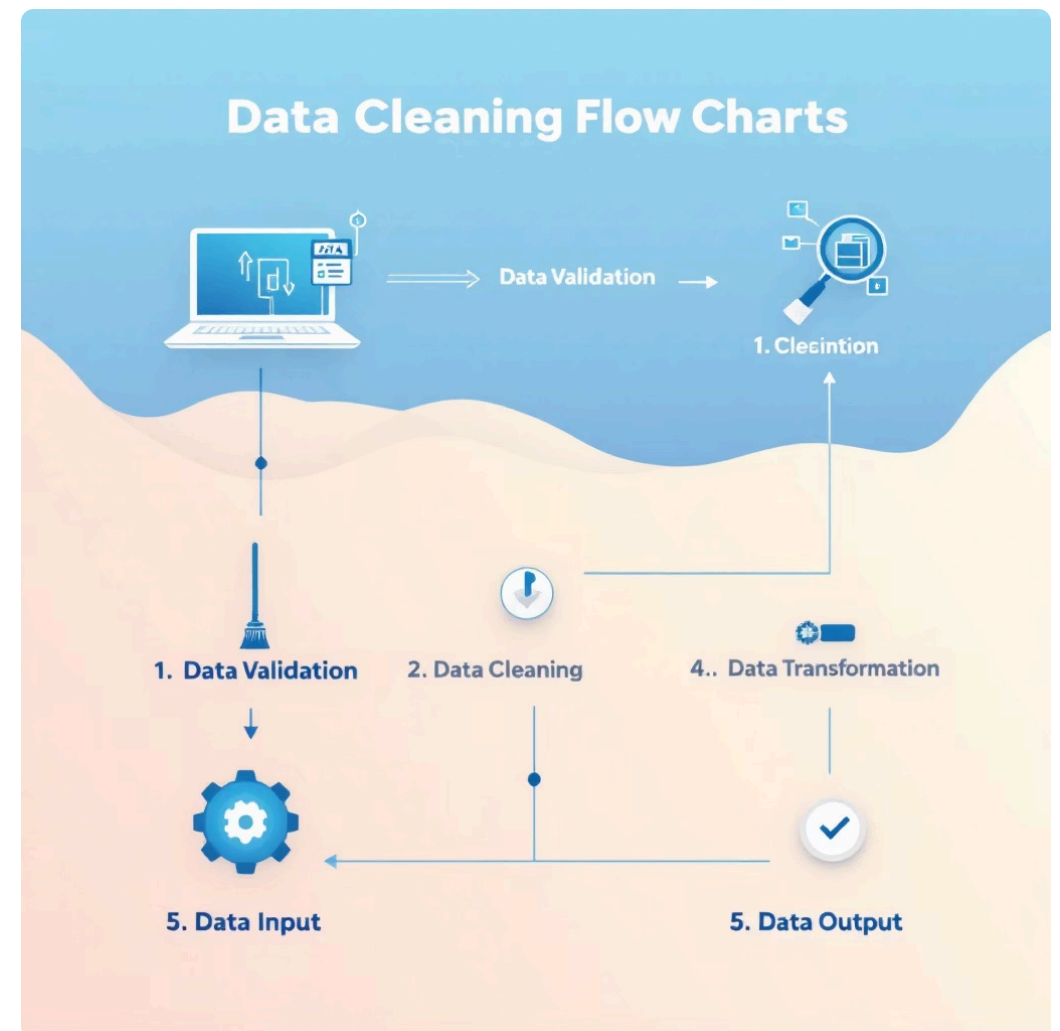 Data Cleaning Flow Charts
Data Validation
1. Clecintion
1. Data Validation
2. Data Cleaning
4.. Data Transformation
5. Data Input
5. Data Output